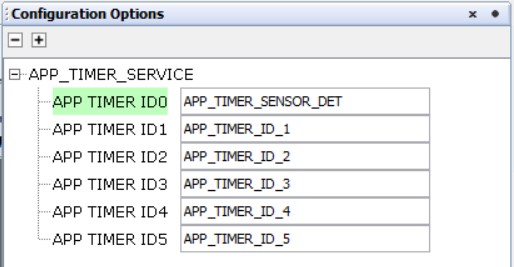 Configuration Options
APP_TIMER_SERVICE
APP TIMER ID0 APP_TIMER_SENSOR_DET
APP TIMER ID1 APP_TIMER_ID_1
APP TIMER ID2 APP_TIMER_ID_2
APP TIMER ID3 APP_TIMER_ID_3
APP TIMER ID4 APP_TIMER_ID_4
APP TIMER ID5 APP_TIMER_ID_5